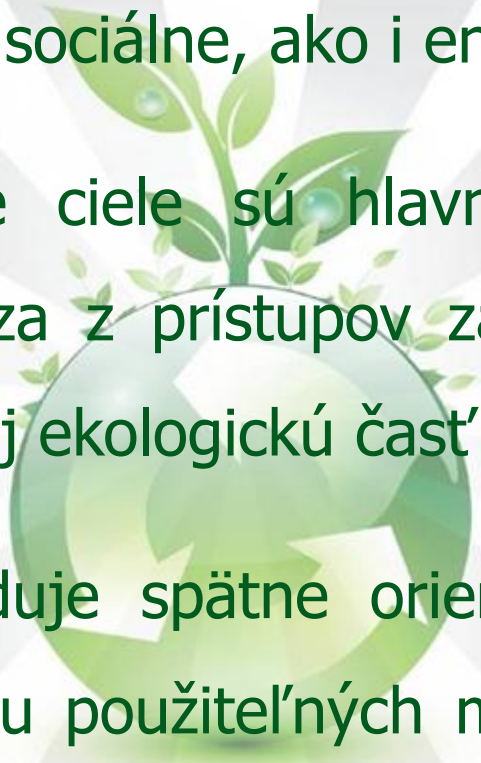 sociálne, ako i en
e ciele sú hlavn
za z prístupov za
j ekologickú časť
duje spätne orien
u použiteľných m